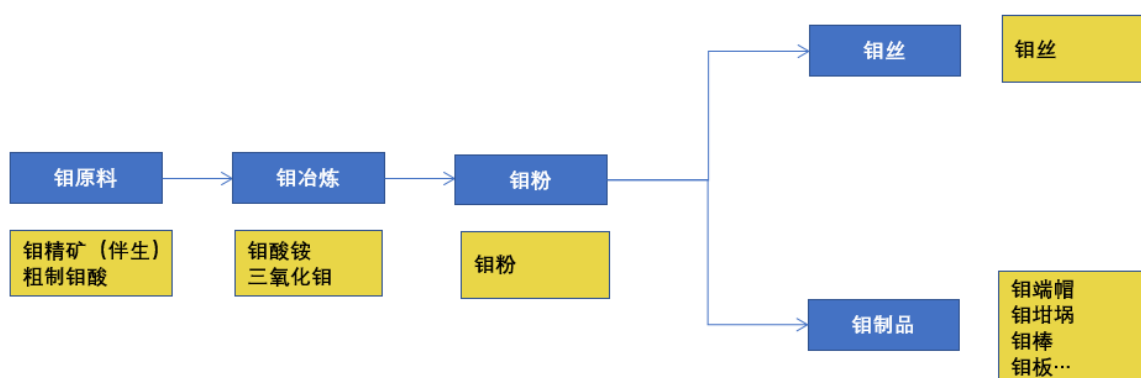 钼丝
钼丝
钼原料
钼冶炼
钼粉
钼精矿（伴生）
粗制钼酸
钼酸铵
三氧化钼
钼粉
钼制品
钼端帽
钼坩埚
钼棒
钼板…